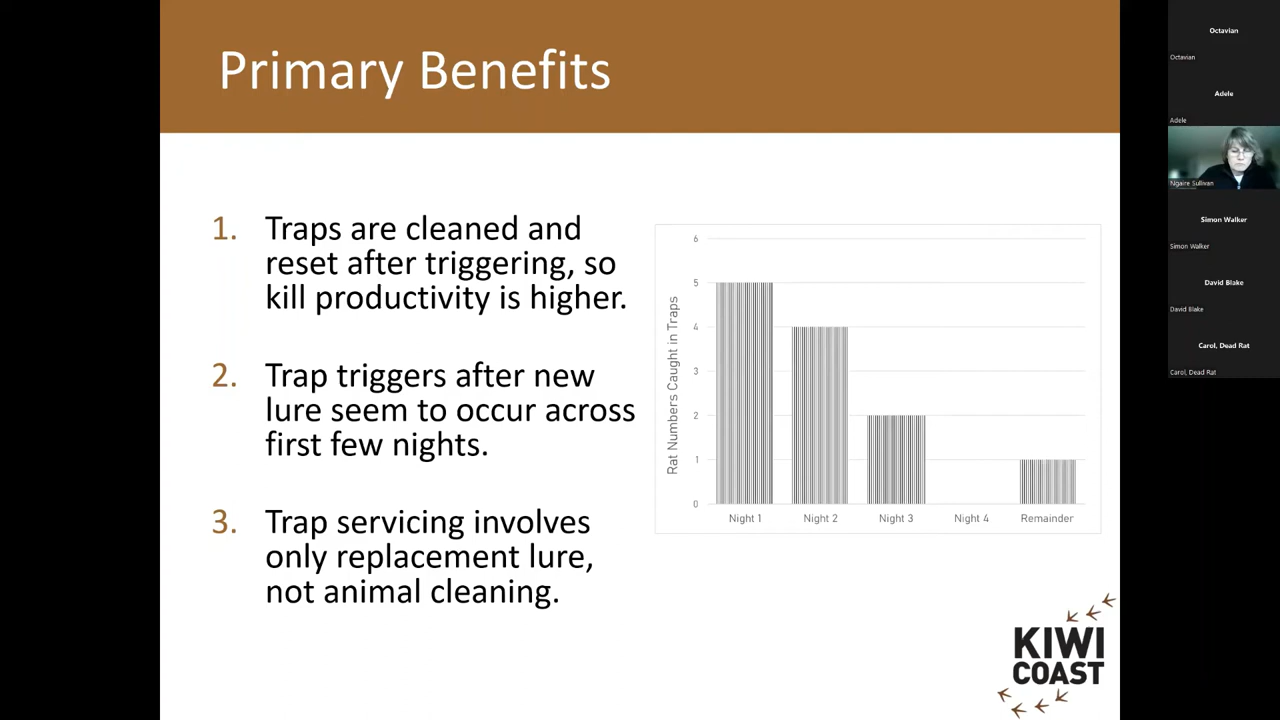 Primary Benefits
1. Traps are cleaned and
reset after triggering, so
kill productivity is higher.
2. Trap triggers after new
lure seem to occur across
first few nights.
3. Trap servicing involves
only replacement lure,
not animal cleaning.
Rat Numbers Caught in Traps
6
5
4
3
2
1
0
Night 1 Night 2 Night 3 Night 4 Remainder
KIWI
COAST
Octavian
Octavian
Adele
Adele
Ngaire Sullivan
Simon Walker
Simon Walker
David Blake
David Blake
Carol, Dead Rat
Carol, Dead Rat